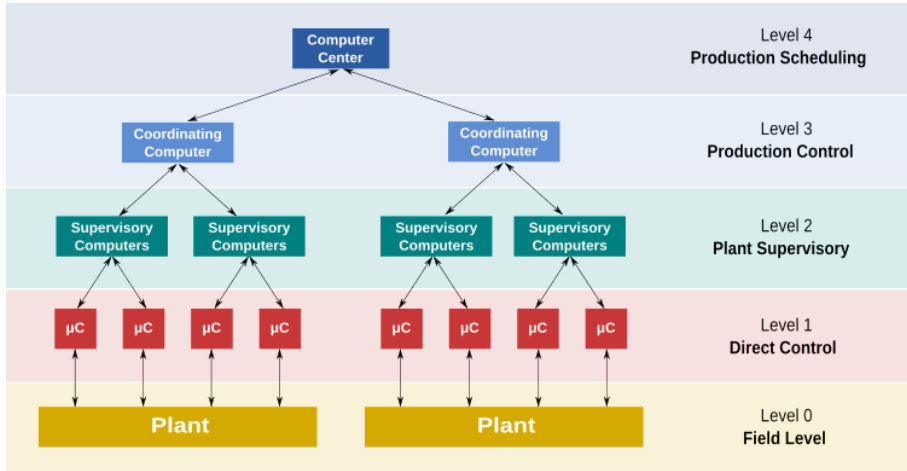 Computer
Center
Level 4
Production Scheduling
Coordinating
Computer
Coordinating
Computer
Level 3
Production Control
Supervisory
Computers
Supervisory
Computers
Supervisory
Computers
Supervisory
Computers
Level 2
Plant Supervisory
µC
µC
µC
µC
µC
µC
µC
µC
Level 1
Direct Control
Plant
Plant
Level 0
Field Level